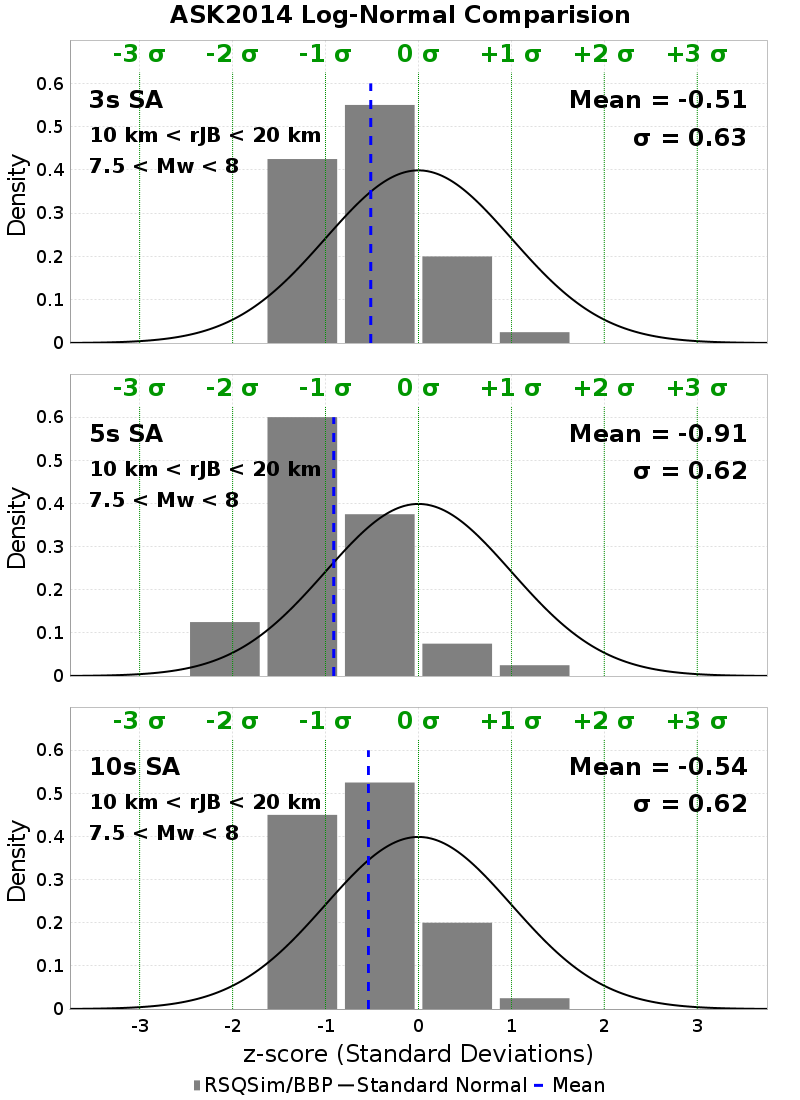 ASK2014 Log-Normal Comparision
-3 σ -2 σ -1 σ 0 σ +1 σ +2 σ +3 σ
3s SA
10 km < rJB < 20 km
7.5 < Mw < 8
Mean = -0.51
σ = 0.63
Density
0.6
0.5
0.4
0.3
0.2
0.1
0
-3 σ -2 σ -1 σ 0 σ +1 σ +2 σ +3 σ
5s SA
10 km < rJB < 20 km
7.5 < Mw < 8
Mean = -0.91
σ = 0.62
Density
0.6
0.5
0.4
0.3
0.2
0.1
0
-3 σ -2 σ -1 σ 0 σ +1 σ +2 σ +3 σ
10s SA
10 km < rJB < 20 km
7.5 < Mw < 8
Mean = -0.54
σ = 0.62
Density
0.6
0.5
0.4
0.3
0.2
0.1
0
-3 -2 -1 0 1 2 3
z-score (Standard Deviations)
RSQSim/BBP Standard Normal Mean